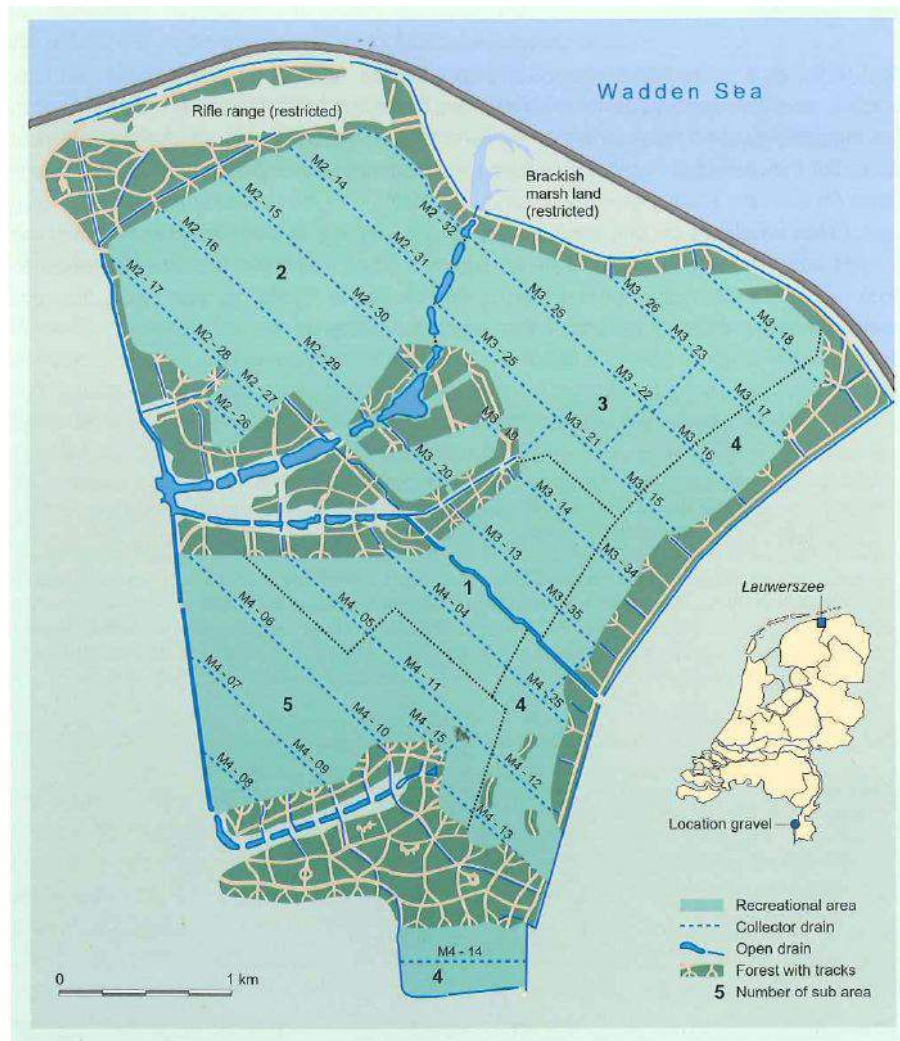 Wadden Sea
Rifle range (restricted)
Brackish
marsh land
(restricted)
M2 - 14
M2 - 15
M2 - 16
M2 - 17
M2 - 32
M2 - 31
M2 - 30
M2 - 29
M2 - 28
M2 - 27
M2 - 26
2
M3 - 26
M3 - 25
M3 - 18
M3 - 23
M3 - 25
M3 - 22
3
M3 - 17
4
M3 - 19
M3 - 21
M3 - 16
M3 - 20
M3 - 15
M3 - 14
M3 - 13
M3 - 34
M3 - 35
1
M4 - 04
M4 - 05
M4 - 06
M4 - 07
M4 - 11
M4 - 25
4
5
M4 - 10
M4 - 15
M4 - 09
M4 - 08
M4 - 12
M4 - 13
M4 - 14
4
Lauwerszee
Location gravel
Recreational area
Collector drain
Open drain
Forest with tracks
5 Number of sub area
0 1 km